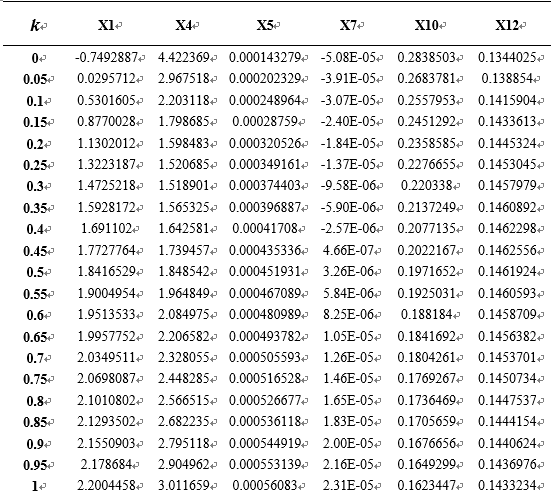 k X1 X4 X5 X7 X10 X12
0 -0.7492887 4.422369 0.000143279 -5.08E-05 0.2838503 0.1344025
0.05 0.0295712 2.967518 0.000202329 -3.91E-05 0.2683781 0.138854
0.1 0.5301605 2.203118 0.000248964 -3.07E-05 0.2557953 0.1415904
0.15 0.8770028 1.798685 0.00028759 -2.40E-05 0.2451292 0.1433613
0.2 1.1302012 1.598483 0.000320526 -1.84E-05 0.2358585 0.1445324
0.25 1.3223187 1.520685 0.000349161 -1.37E-05 0.2276655 0.1453045
0.3 1.4725218 1.518901 0.000374403 -9.58E-06 0.220338 0.1457979
0.35 1.5928172 1.565325 0.000396887 -5.90E-06 0.2137249 0.1460892
0.4 1.691102 1.642581 0.00041708 -2.57E-06 0.2077135 0.1462298
0.45 1.7727764 1.739457 0.000435336 4.66E-07 0.2022167 0.1462556
0.5 1.8416529 1.848542 0.000451931 3.26E-06 0.1971652 0.1461924
0.55 1.9004954 1.964849 0.000467089 5.84E-06 0.1925031 0.1460593
0.6 1.9513533 2.084975 0.000480989 8.25E-06 0.188184 0.1458709
0.65 1.9957752 2.206582 0.000493782 1.05E-05 0.1841692 0.1456382
0.7 2.0349511 2.328055 0.000505593 1.26E-05 0.1804261 0.1453701
0.75 2.0698087 2.448285 0.000516528 1.46E-05 0.1769267 0.1450734
0.8 2.1010802 2.566515 0.000526677 1.65E-05 0.1736469 0.1447537
0.85 2.1293502 2.682235 0.000536118 1.83E-05 0.1705659 0.1444154
0.9 2.1550903 2.795118 0.000544919 2.00E-05 0.1676656 0.1440624
0.95 2.178684 2.904962 0.000553139 2.16E-05 0.1649299 0.1436976
1 2.2004458 3.011659 0.00056083 2.31E-05 0.1623447 0.1433234